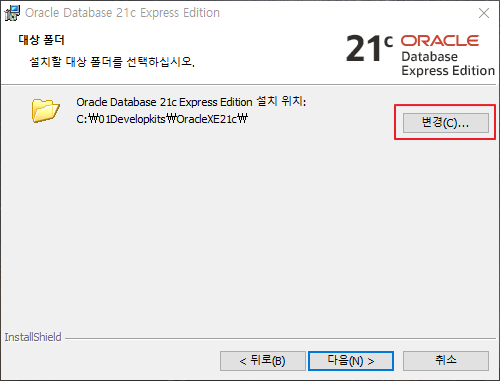 Oracle Database 21c Express Edition
대상 폴더
설치할 대상 폴더를 선택하십시오.
21c ORACLE
Database
Express Edition
Oracle Database 21c Express Edition 설치 위치:
C:₩01Developkits₩OracleXE21c₩
변경(C)...
InstallShield
< 뒤로(B)
다음(N) >
취소